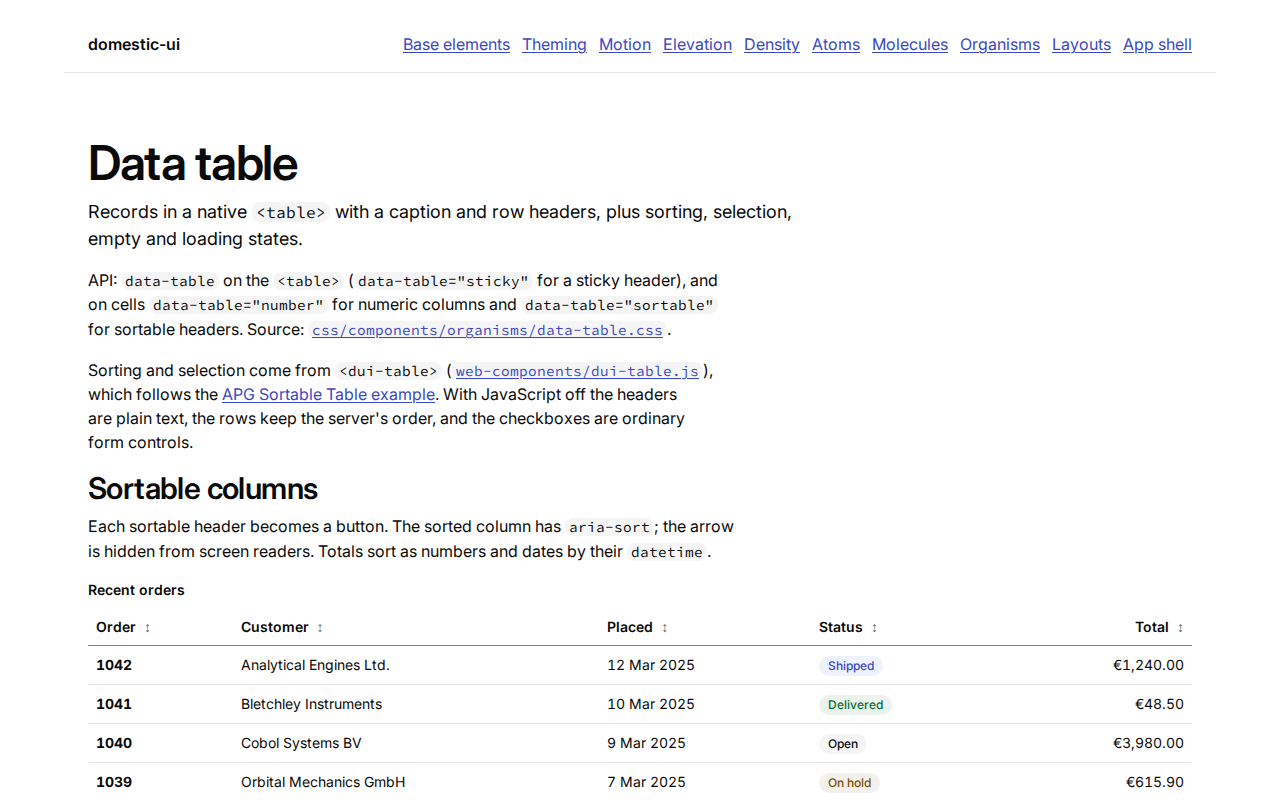 domestic-ui
Base elements Theming Motion Elevation Density Atoms Molecules Organisms Layouts App shell
Data table
Records in a native <table> with a caption and row headers, plus sorting, selection,
empty and loading states.
API: data-table on the <table> ( data-table="sticky" for a sticky header), and
on cells data-table="number" for numeric columns and data-table="sortable"
for sortable headers. Source: css/components/organisms/data-table.css .
Sorting and selection come from <dui-table> ( web-components/dui-table.js ),
which follows the APG Sortable Table example. With JavaScript off the headers
are plain text, the rows keep the server's order, and the checkboxes are ordinary
form controls.
Sortable columns
Each sortable header becomes a button. The sorted column has aria-sort ; the arrow
is hidden from screen readers. Totals sort as numbers and dates by their datetime .
Recent orders
Order ↕ Customer ↕ Placed ↕ Status ↕ Total ↕
1042 Analytical Engines Ltd. 12 Mar 2025 Shipped €1,240.00
1041 Bletchley Instruments 10 Mar 2025 Delivered €48.50
1040 Cobol Systems BV 9 Mar 2025 Open €3,980.00
1039 Orbital Mechanics GmbH 7 Mar 2025 On hold €615.90